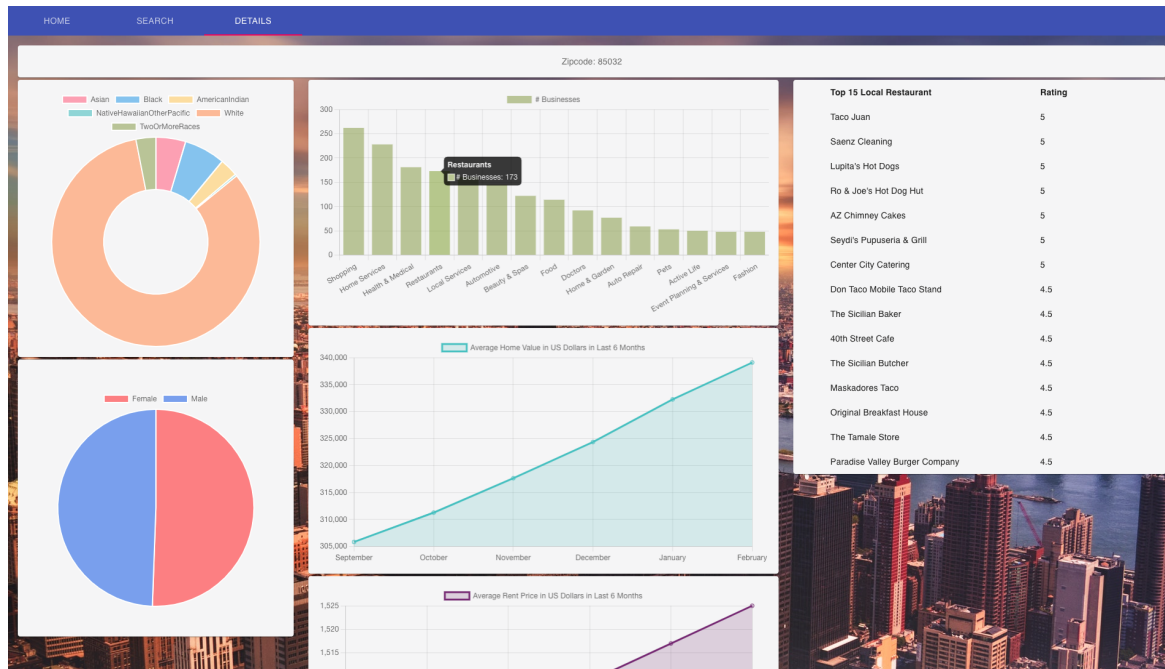 HOME SEARCH DETAILS
Zipcode: 85032
Asian Black AmericanIndian
NativeHawaiianOtherPacific White
TwoOrMoreRaces
Female Male
# Businesses
300
250
200
150
100
50
0
Restaurants
# Businesses: 173
Shopping
Home Services
Health & Medical
Restaurants
Local Services
Automotive
Beauty & Spas
Food
Doctors
Home & Garden
Auto Repair
Pets
Active Life
Event Planning & Services
Fashion
Average Home Value in US Dollars in Last 6 Months
340,000
335,000
330,000
325,000
320,000
315,000
310,000
305,000
September October November December January February
Average Rent Price in US Dollars in Last 6 Months
1,525
1,520
1,515
Top 15 Local Restaurant Rating
Taco Juan 5
Saenz Cleaning 5
Lupita's Hot Dogs 5
Ro & Joe's Hot Dog Hut 5
AZ Chimney Cakes 5
Seydi's Pupuseria & Grill 5
Center City Catering 5
Don Taco Mobile Taco Stand 4.5
The Sicilian Baker 4.5
40th Street Cafe 4.5
The Sicilian Butcher 4.5
Maskadores Taco 4.5
Original Breakfast House 4.5
The Tamale Store 4.5
Paradise Valley Burger Company 4.5